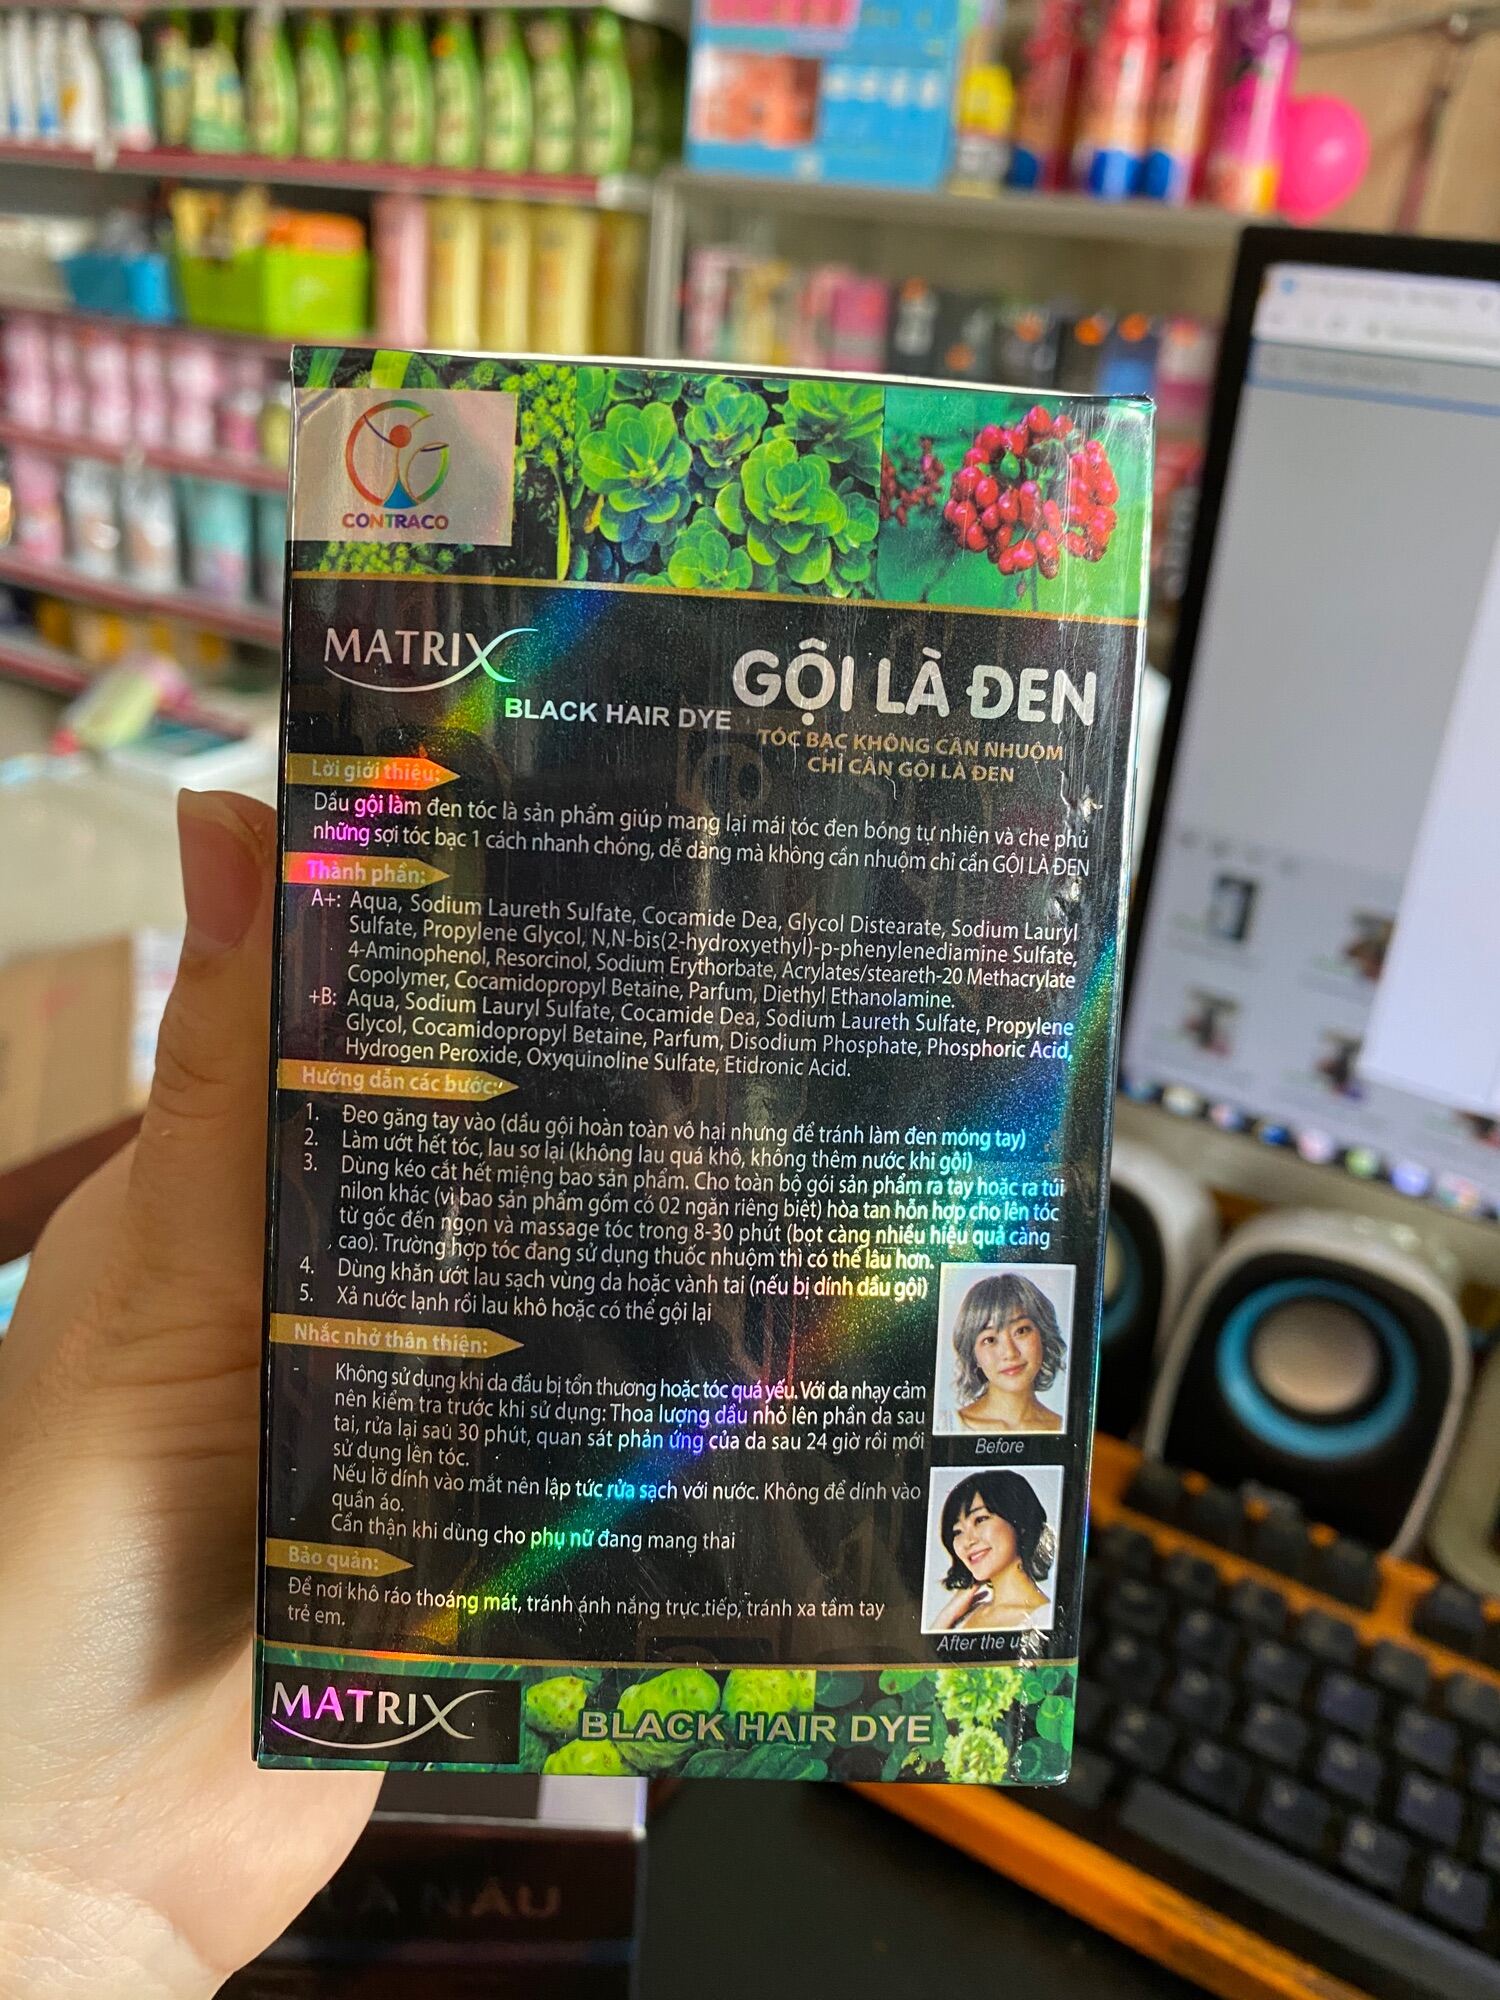 CONTRACO
MATRIX
BLACK HAIR DYE
GỘI LÀ ĐEN
TÓC BẠC KHÔNG CẦN NHUỘM
CHỈ CẦN GỘI LÀ ĐEN
Lời giới thiệu:
Dầu gội làm đen tóc là sản phẩm giúp mang lại mái tóc đen bóng tự nhiên và che phủ
những sợi tóc bạc 1 cách nhanh chóng, dễ dàng mà không cần nhuộm chỉ cần GỘI LÀ ĐEN
Thành phần:
A+: Aqua, Sodium Laureth Sulfate, Cocamide Dea, Glycol Distearate, Sodium Lauryl
Sulfate, Propylene Glycol, N,N-bis(2-hydroxyethyl)-p-phenylenediamine Sulfate,
4-Aminophenol, Resorcinol, Sodium Erythorbate, Acrylates/steareth-20 Methacrylate
Copolymer, Cocamidopropyl Betaine, Parfum, Diethyl Ethanolamine.
+B: Aqua, Sodium Lauryl Sulfate, Cocamide Dea, Sodium Laureth Sulfate, Propylene
Glycol, Cocamidopropyl Betaine, Parfum, Disodium Phosphate, Phosphoric Acid,
Hydrogen Peroxide, Oxyquinoline Sulfate, Etidronic Acid.
Hướng dẫn các bước:
1. Đeo găng tay vào (dầu gội hoàn toàn vô hại nhưng để tránh làm đen móng tay)
2. Làm ướt hết tóc, lau sơ lại (không lau quá khô, không thêm nước khi gội)
3. Dùng kéo cắt hết miệng bao sản phẩm. Cho toàn bộ gói sản phẩm ra tay hoặc ra túi
nilon khác (vì bao sản phẩm gồm có 02 ngăn riêng biệt) hòa tan hỗn hợp cho lên tóc
từ gốc đến ngọn và massage tóc trong 8-30 phút (bọt càng nhiều hiệu quả càng
cao). Trường hợp tóc đang sử dụng thuốc nhuộm thì có thể lâu hơn.
4. Dùng khăn ướt lau sạch vùng da hoặc vành tai (nếu bị dính dầu gội)
5. Xả nước lạnh rồi lau khô hoặc có thể gội lại
Nhắc nhở thân thiện:
- Không sử dụng khi da đầu bị tổn thương hoặc tóc quá yếu. Với da nhạy cảm
nên kiểm tra trước khi sử dụng: Thoa lượng dầu nhỏ lên phần da sau
tai, rửa lại sau 30 phút, quan sát phản ứng của da sau 24 giờ rồi mới
sử dụng lên tóc.
- Nếu lỡ dính vào mắt nên lập tức rửa sạch với nước. Không để dính vào
quần áo.
- Cẩn thận khi dùng cho phụ nữ đang mang thai
Bảo quản:
Để nơi khô ráo thoáng mát, tránh ánh nắng trực tiếp, tránh xa tầm tay
trẻ em.
Before
After the use
MATRIX
BLACK HAIR DYE
LÀ NÂU